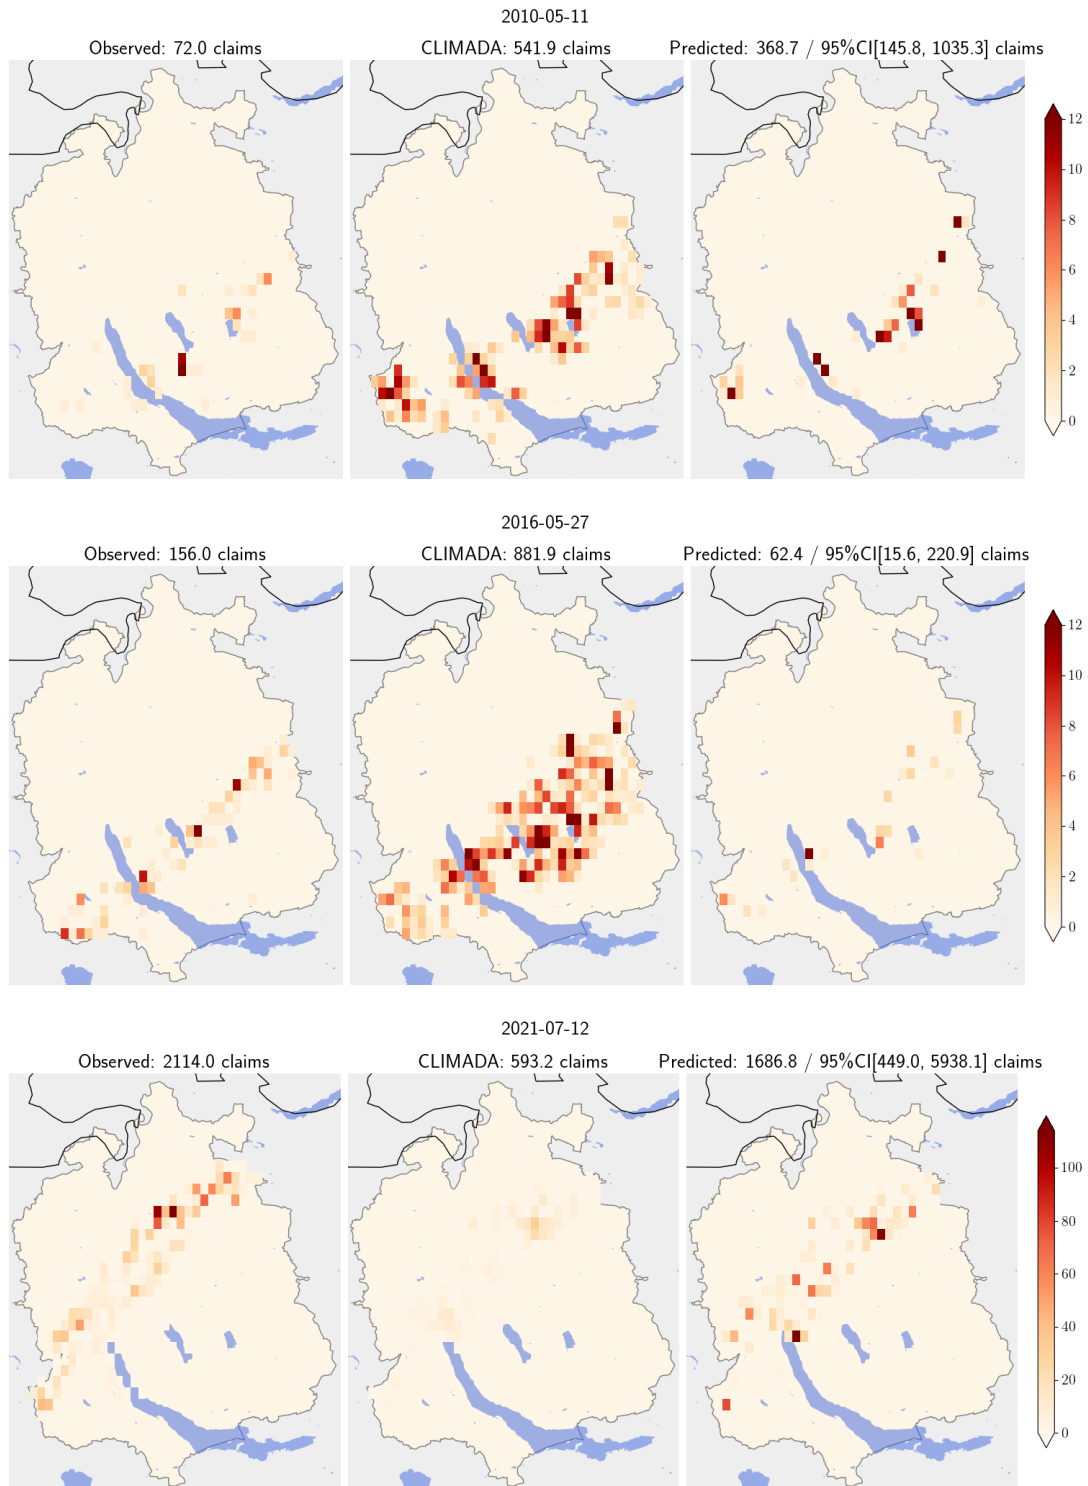 2010-05-11
Observed: 72.0 claims
CLIMADA: 541.9 claims
Predicted: 368.7 / 95%CI[145.8, 1035.3] claims
12
10
8
6
4
2
0
2016-05-27
Observed: 156.0 claims
CLIMADA: 881.9 claims
Predicted: 62.4 / 95%CI[15.6, 220.9] claims
12
10
8
6
4
2
0
2021-07-12
Observed: 2114.0 claims
CLIMADA: 593.2 claims
Predicted: 1686.8 / 95%CI[449.0, 5938.1] claims
100
80
60
40
20
0